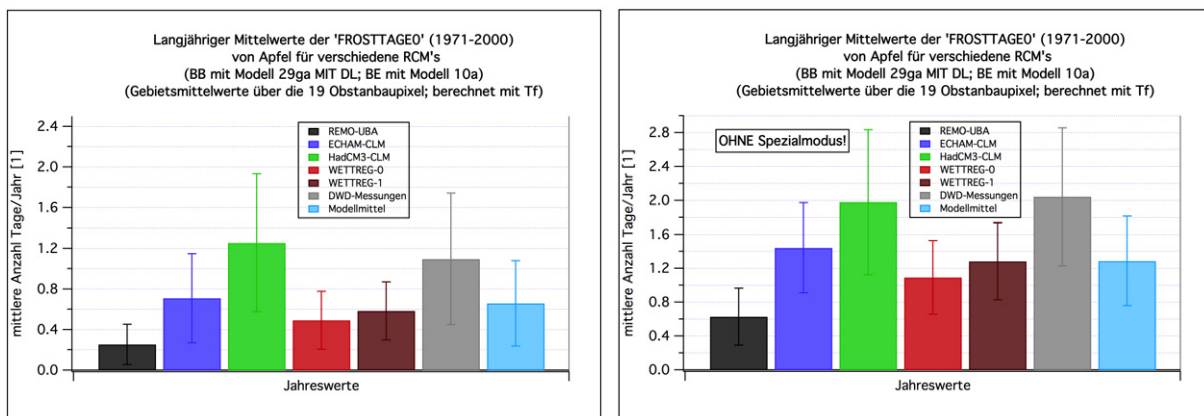 Langjähriger Mittelwerte der 'FROSTTAGE0' (1971-2000)
von Apfel für verschiedene RCM's
(BB mit Modell 29ga MIT DL; BE mit Modell 10a)
(Gebietsmittelwerte über die 19 Obstanbaupixel; berechnet mit Tf)
mittlere Anzahl Tage/Jahr [1]
2.4
2.0
1.6
1.2
0.8
0.4
0.0
REMO-UBA
ECHAM-CLM
HadCM3-CLM
WETTREG-0
WETTREG-1
DWD-Messungen
Modellmittel
Jahreswerte
Langjähriger Mittelwerte der 'FROSTTAGE0' (1971-2000)
von Apfel für verschiedene RCM's
(BB mit Modell 29ga MIT DL; BE mit Modell 10a)
(Gebietsmittelwerte über die 19 Obstanbaupixel; berechnet mit Tf)
mittlere Anzahl Tage/Jahr [1]
2.8
2.4
2.0
1.6
1.2
0.8
0.4
0.0
OHNE Spezialmodus!
REMO-UBA
ECHAM-CLM
HadCM3-CLM
WETTREG-0
WETTREG-1
DWD-Messungen
Modellmittel
Jahreswerte